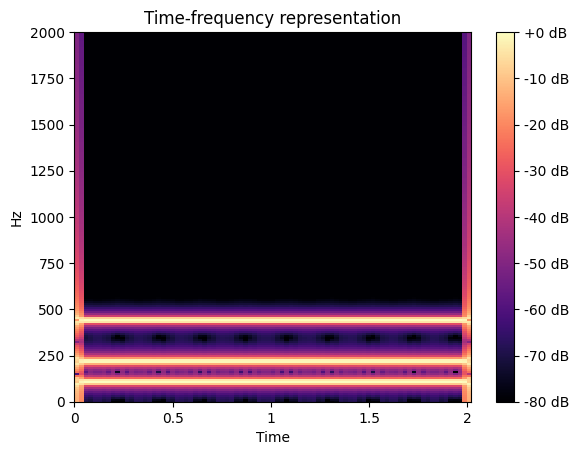 Time-frequency representation
2000
1750
1500
1250
1000
750
500
250
0
Hz
0 0.5 1 1.5 2
Time
+0 dB
-10 dB
-20 dB
-30 dB
-40 dB
-50 dB
-60 dB
-70 dB
-80 dB